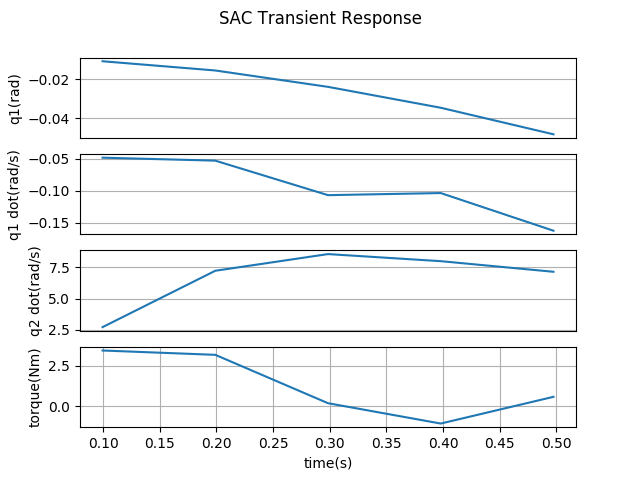 SAC Transient Response
q1(rad)
−0.02
−0.04
q1 dot(rad/s)
−0.05
−0.10
−0.15
q2 dot(rad/s)
7.5
5.0
2.5
torque(Nm)
2.5
0.0
0.10 0.15 0.20 0.25 0.30 0.35 0.40 0.45 0.50
time(s)